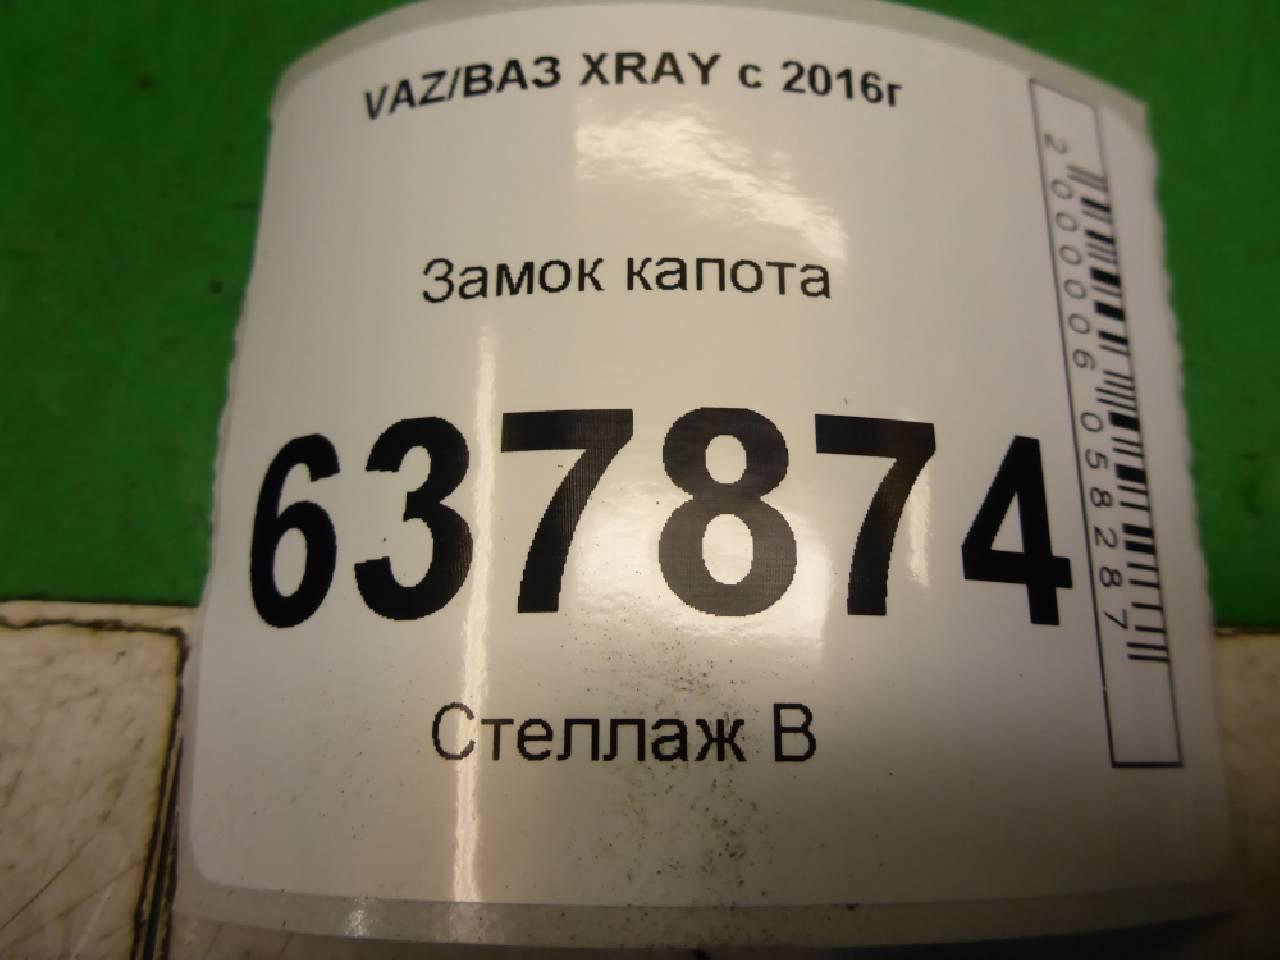 VAZ/ВАЗ XRAY с 2016г
Замок капота
637874
Стеллаж В
2000006058287